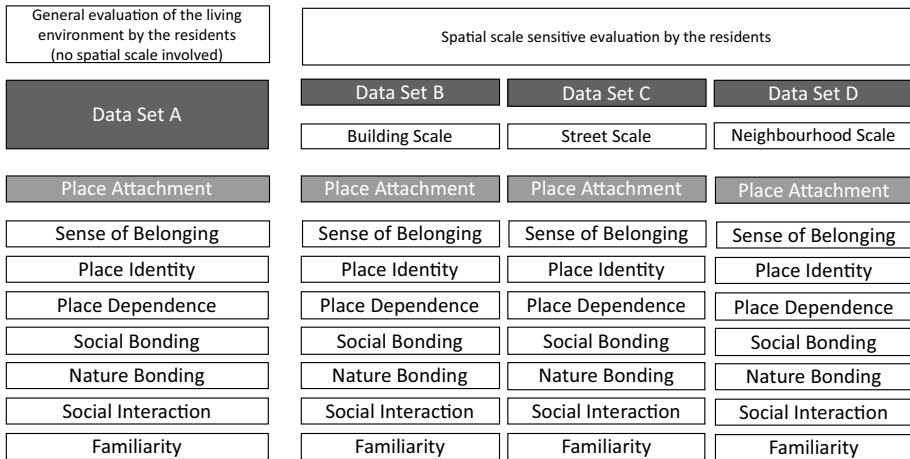 General evaluation of the living
environment by the residents
(no spatial scale involved)
Spatial scale sensitive evaluation by the residents
Data Set A
Data Set B
Data Set C
Data Set D
Building Scale
Street Scale
Neighbourhood Scale
Place Attachment
Place Attachment
Place Attachment
Place Attachment
Sense of Belonging
Sense of Belonging
Sense of Belonging
Sense of Belonging
Place Identity
Place Identity
Place Identity
Place Identity
Place Dependence
Place Dependence
Place Dependence
Place Dependence
Social Bonding
Social Bonding
Social Bonding
Social Bonding
Nature Bonding
Nature Bonding
Nature Bonding
Nature Bonding
Social Interaction
Social Interaction
Social Interaction
Social Interaction
Familiarity
Familiarity
Familiarity
Familiarity